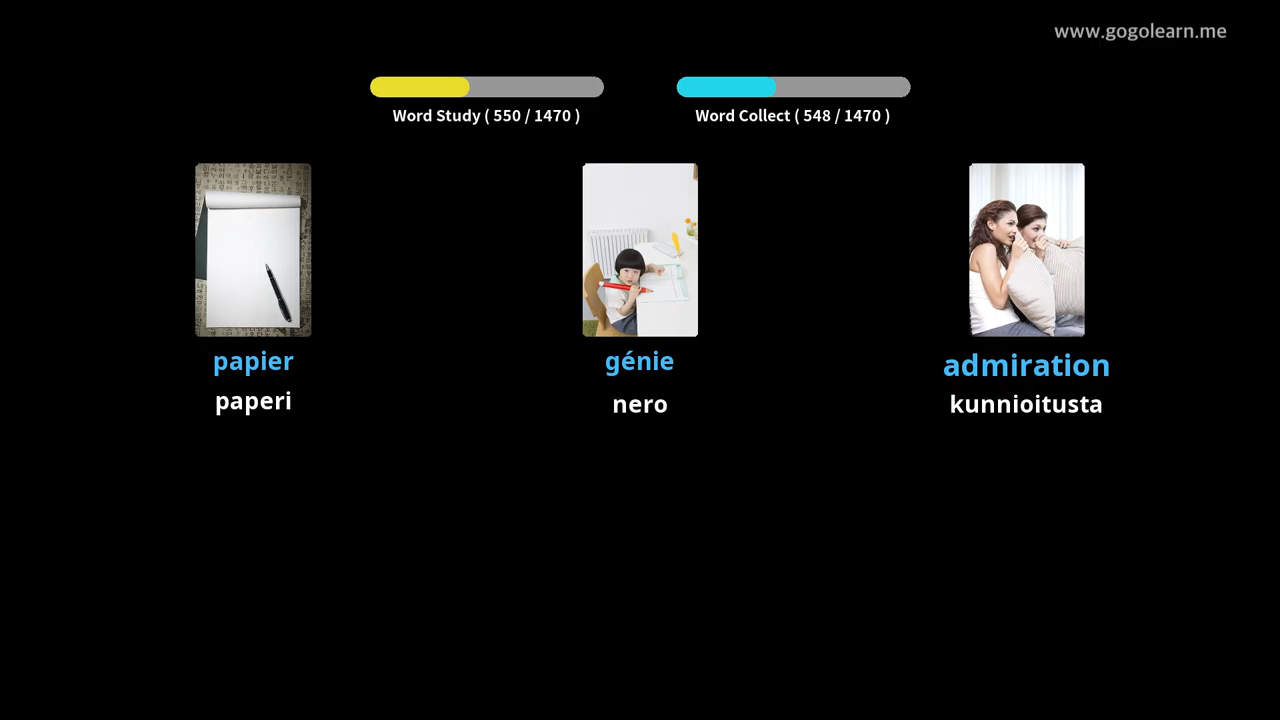 www.gogolearn.me
Word Study ( 550 / 1470 )
Word Collect ( 548 / 1470 )
papier
génie
admiration
paperi
nero
kunnioitusta